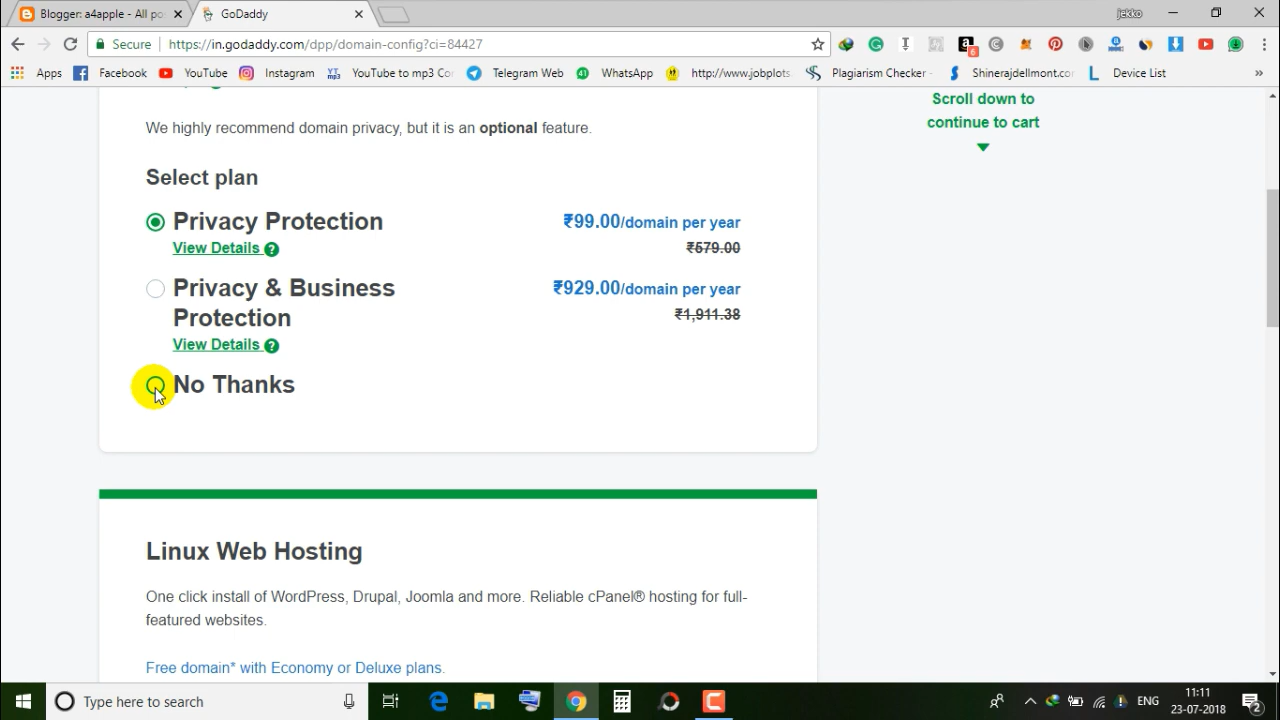 Blogger: a4apple - All po
GoDaddy
jekko
Secure
https://in.godaddy.com/dpp/domain-config?ci=84427
6
Apps
Facebook
YouTube
Instagram
YouTube to mp3 Co
Telegram Web
41
WhatsApp
http://www.jobplots.
Plagiarism Checker -
Shinerajdellmont.co
Device List
»
We highly recommend domain privacy, but it is an optional feature.
Select plan
Privacy Protection
₹99.00/domain per year
View Details ?
₹579.00
Privacy & Business
Protection
₹929.00/domain per year
₹1,911.38
View Details ?
No Thanks
Scroll down to
continue to cart
Linux Web Hosting
One click install of WordPress, Drupal, Joomla and more. Reliable cPanel® hosting for full-
featured websites.
Free domain* with Economy or Deluxe plans.
Type here to search
ENG
11:11
23-07-2018
2